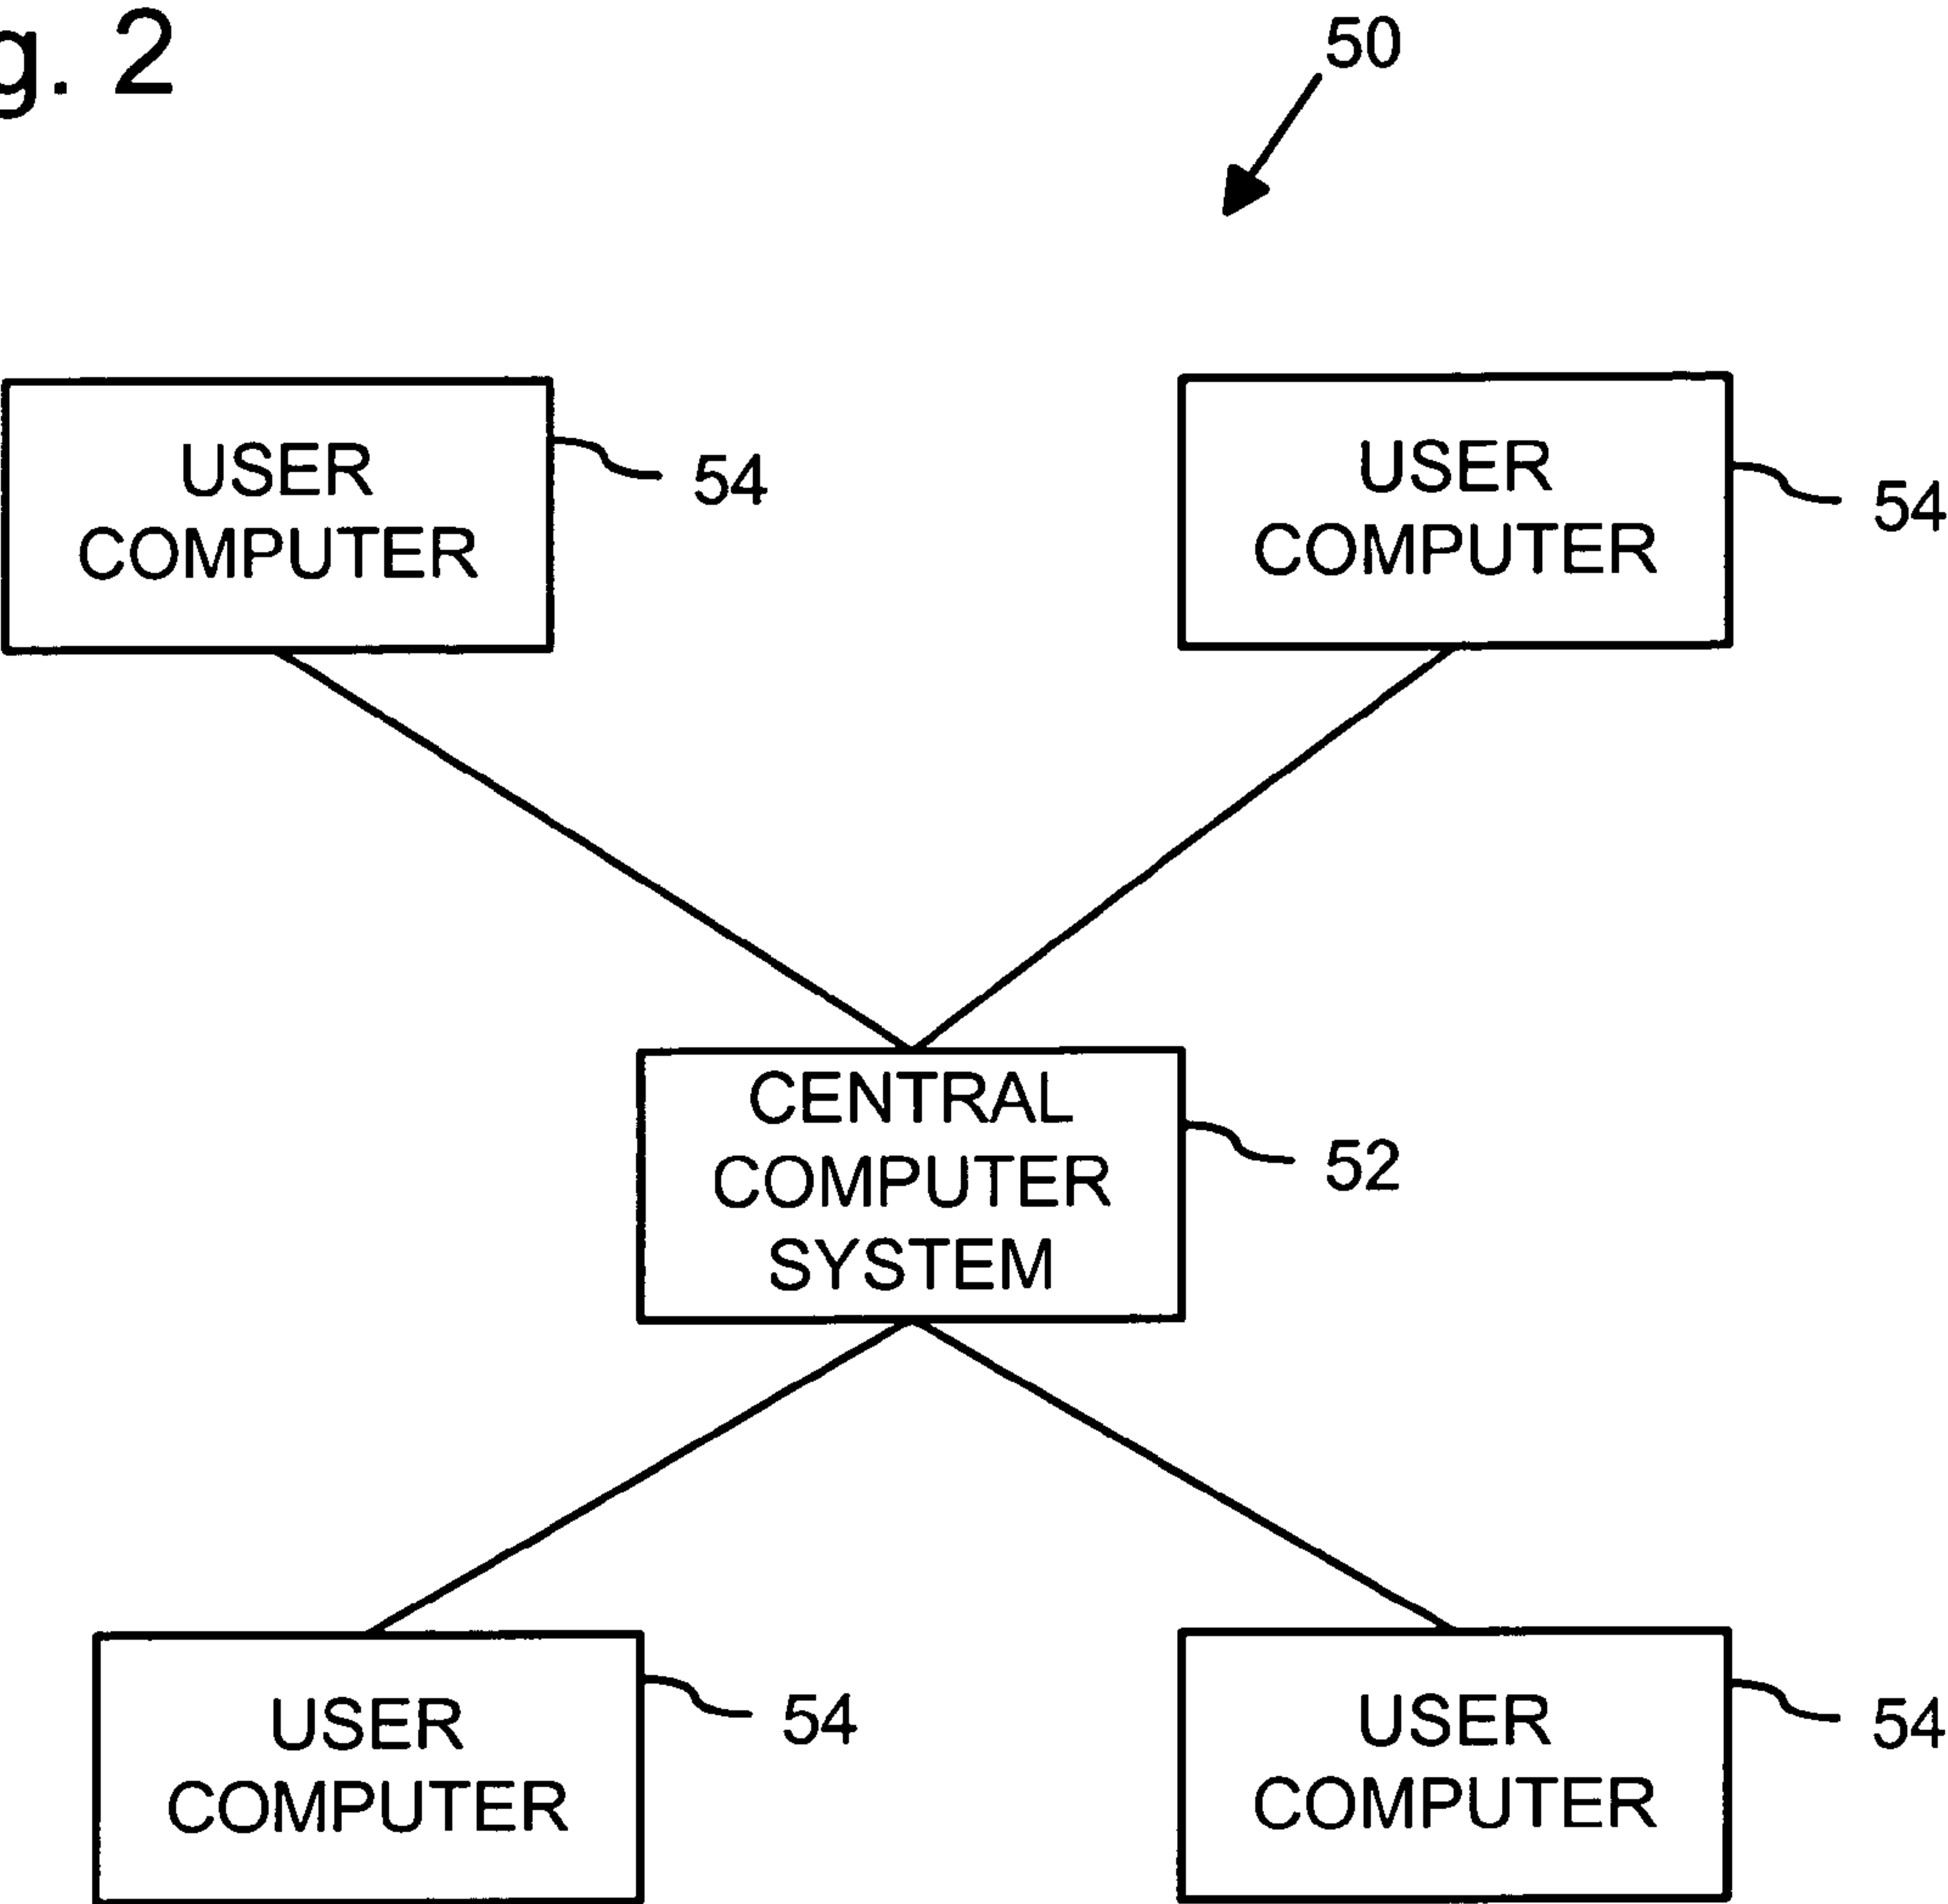 g. 2
50
USER
COMPUTER
54
USER
COMPUTER
54
CENTRAL
COMPUTER
SYSTEM
52
USER
COMPUTER
54
USER
COMPUTER
54